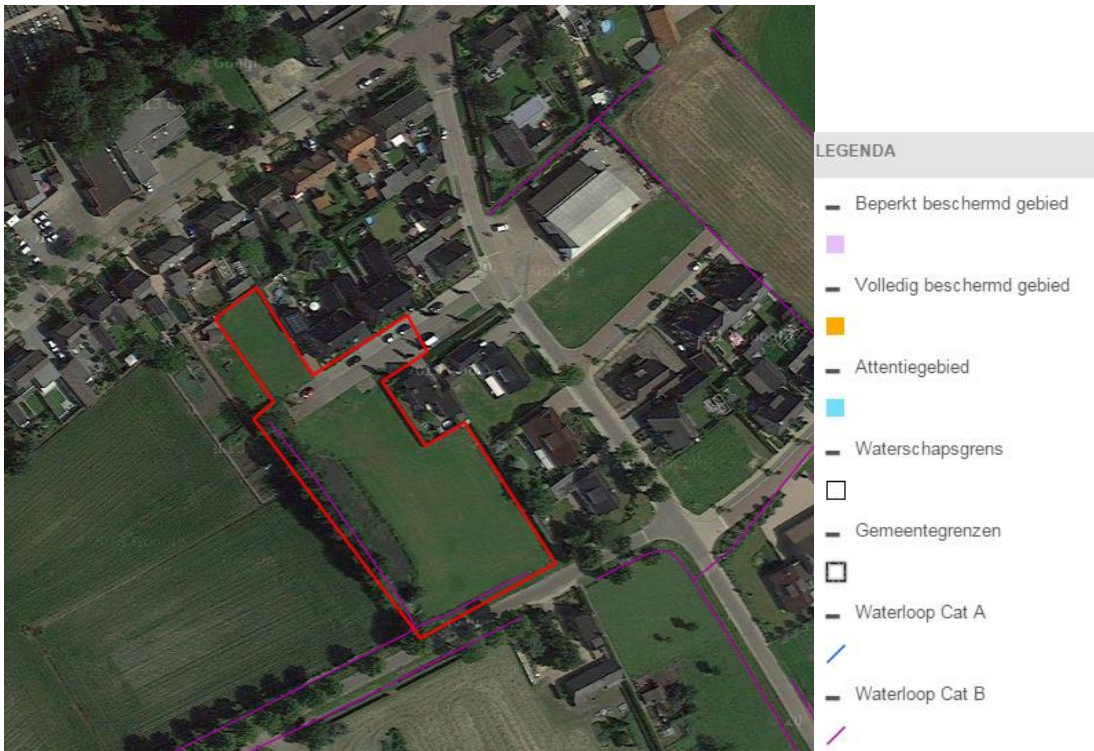 LEGENDA
Beperkt beschermd gebied
Volledig beschermd gebied
Attentiegebied
Waterschapsgrens
Gemeentegrenzen
Waterloop Cat A
Waterloop Cat B